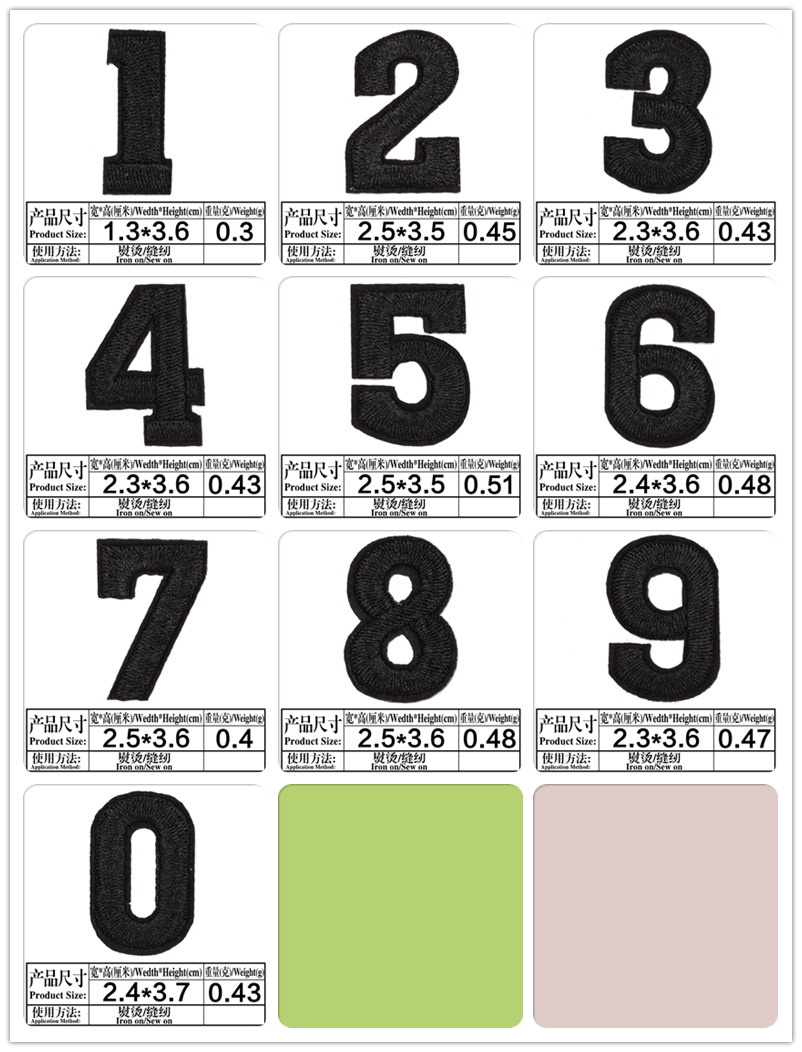 1
产品尺寸 宽*高(厘米)/Wedth*Height(cm) 重量(克)/Weight(g)
Product Size: 1.3*3.6 0.3
使用方法: 熨烫/缝纫
Application Method: Iron on/Sew on
2
产品尺寸 宽*高(厘米)/Wedth*Height(cm) 重量(克)/Weight(g)
Product Size: 2.5*3.5 0.45
使用方法: 熨烫/缝纫
Application Method: Iron on/Sew on
3
产品尺寸 宽*高(厘米)/Wedth*Height(cm) 重量(克)/Weight(g)
Product Size: 2.3*3.6 0.43
使用方法: 熨烫/缝纫
Application Method: Iron on/Sew on
4
产品尺寸 宽*高(厘米)/Wedth*Height(cm) 重量(克)/Weight(g)
Product Size: 2.3*3.6 0.43
使用方法: 熨烫/缝纫
Application Method: Iron on/Sew on
5
产品尺寸 宽*高(厘米)/Wedth*Height(cm) 重量(克)/Weight(g)
Product Size: 2.5*3.5 0.51
使用方法: 熨烫/缝纫
Application Method: Iron on/Sew on
6
产品尺寸 宽*高(厘米)/Wedth*Height(cm) 重量(克)/Weight(g)
Product Size: 2.4*3.6 0.48
使用方法: 熨烫/缝纫
Application Method: Iron on/Sew on
7
产品尺寸 宽*高(厘米)/Wedth*Height(cm) 重量(克)/Weight(g)
Product Size: 2.5*3.6 0.4
使用方法: 熨烫/缝纫
Application Method: Iron on/Sew on
8
产品尺寸 宽*高(厘米)/Wedth*Height(cm) 重量(克)/Weight(g)
Product Size: 2.5*3.6 0.48
使用方法: 熨烫/缝纫
Application Method: Iron on/Sew on
9
产品尺寸 宽*高(厘米)/Wedth*Height(cm) 重量(克)/Weight(g)
Product Size: 2.3*3.6 0.47
使用方法: 熨烫/缝纫
Application Method: Iron on/Sew on
0
产品尺寸 宽*高(厘米)/Wedth*Height(cm) 重量(克)/Weight(g)
Product Size: 2.4*3.7 0.43
使用方法: 熨烫/缝纫
Application Method: Iron on/Sew on